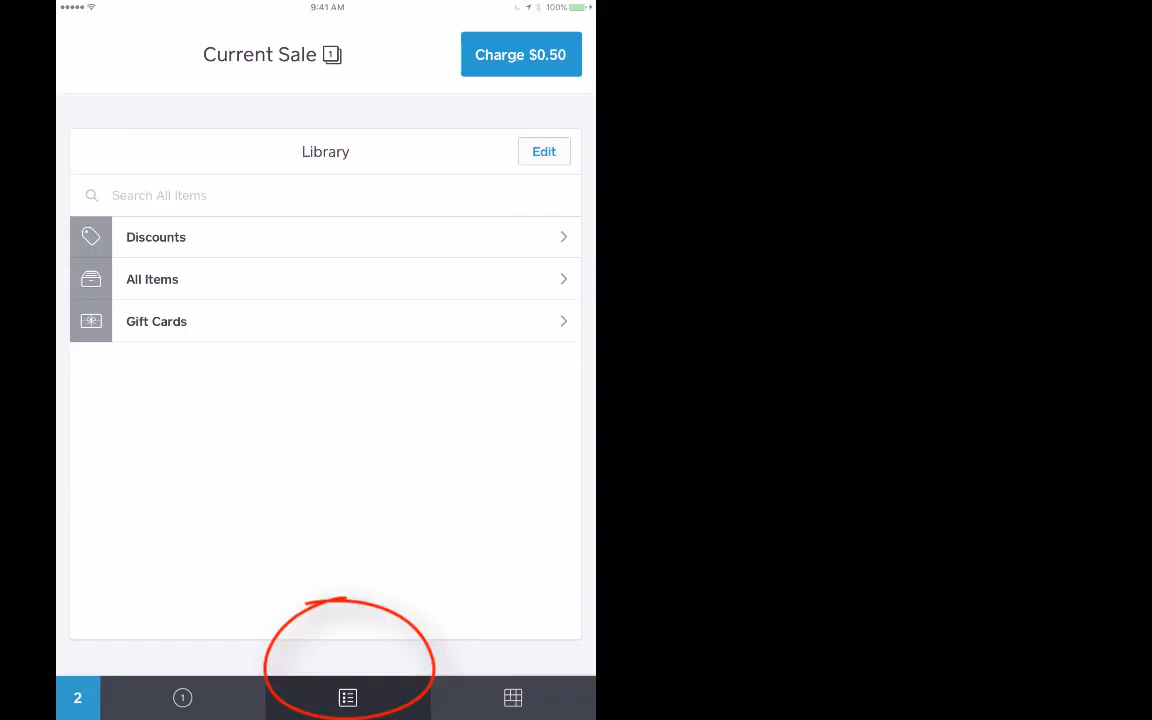 9:41 AM
100%
Current Sale 1
Charge $0.50
Library
Edit
Search All Items
Discounts
All Items
Gift Cards
2
1